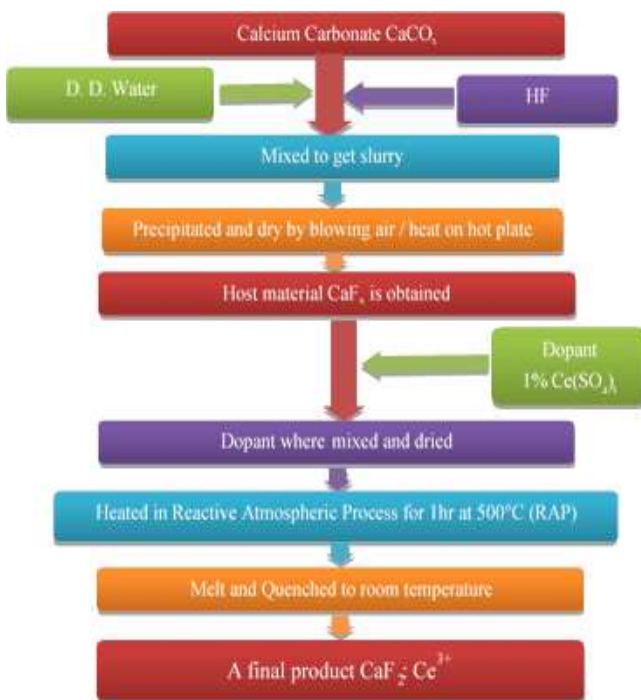 Calcium Carbonate CaCO₃
D. D. Water
HF
Mixed to get slurry
Precipitated and dry by blowing air / heat on hot plate
Host material CaF₂ is obtained
Dopant
1% Ce(SO₄)₂
Dopant where mixed and dried
Heated in Reactive Atmospheric Process for 1hr at 500°C (RAP)
Melt and Quenched to room temperature
A final product CaF₂: Ce³⁺